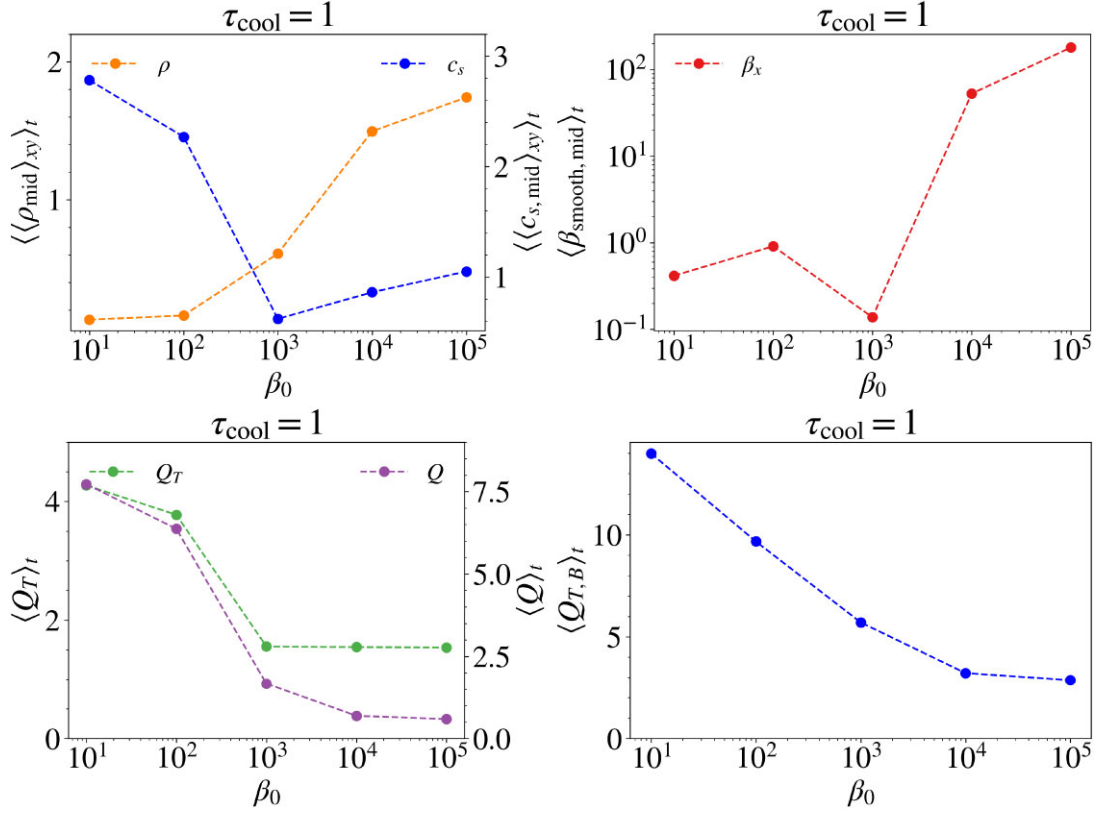 τcool = 1
ρ
cs
2
1
3
2
1
⟨⟨ρmid⟩xy⟩t
⟨⟨cs,mid⟩xy⟩t
10¹ 10² 10³ 10⁴ 10⁵
β0
τcool = 1
βx
10²
10¹
10⁰
10⁻¹
⟨βsmooth,mid⟩t
10¹ 10² 10³ 10⁴ 10⁵
β0
τcool = 1
QT
Q
4
2
0
7.5
5.0
2.5
0.0
⟨QT⟩t
⟨Q⟩t
10¹ 10² 10³ 10⁴ 10⁵
β0
τcool = 1
10
5
0
⟨QT,B⟩t
10¹ 10² 10³ 10⁴ 10⁵
β0